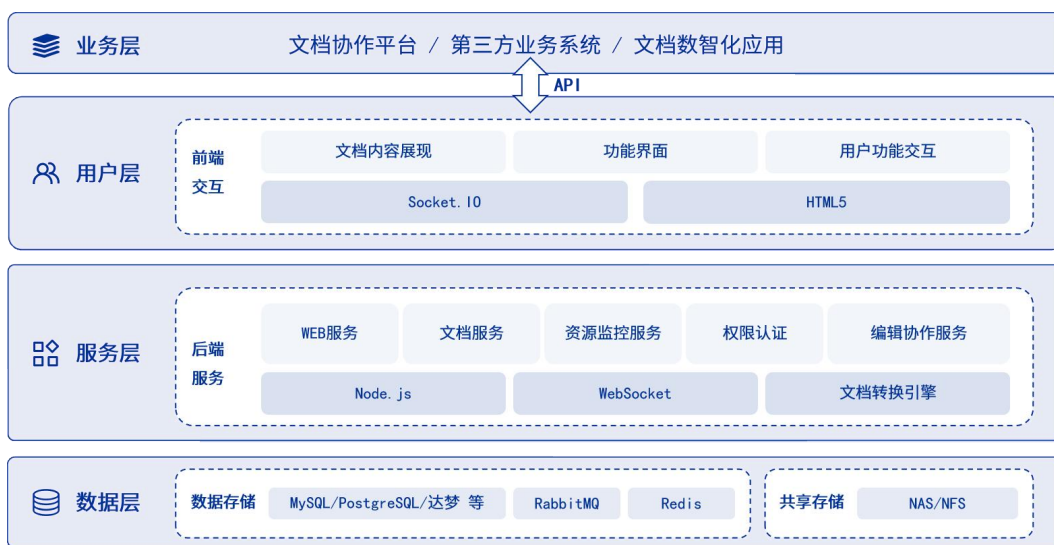 业务层
文档协作平台 / 第三方业务系统 / 文档数智化应用
API
用户层
前端
交互
文档内容展现
功能界面
用户功能交互
Socket.IO
HTML5
服务层
后端
服务
WEB服务
文档服务
资源监控服务
权限认证
编辑协作服务
Node.js
WebSocket
文档转换引擎
数据层
数据存储
MySQL/PostgreSQL/达梦 等
RabbitMQ
Redis
共享存储
NAS/NFS